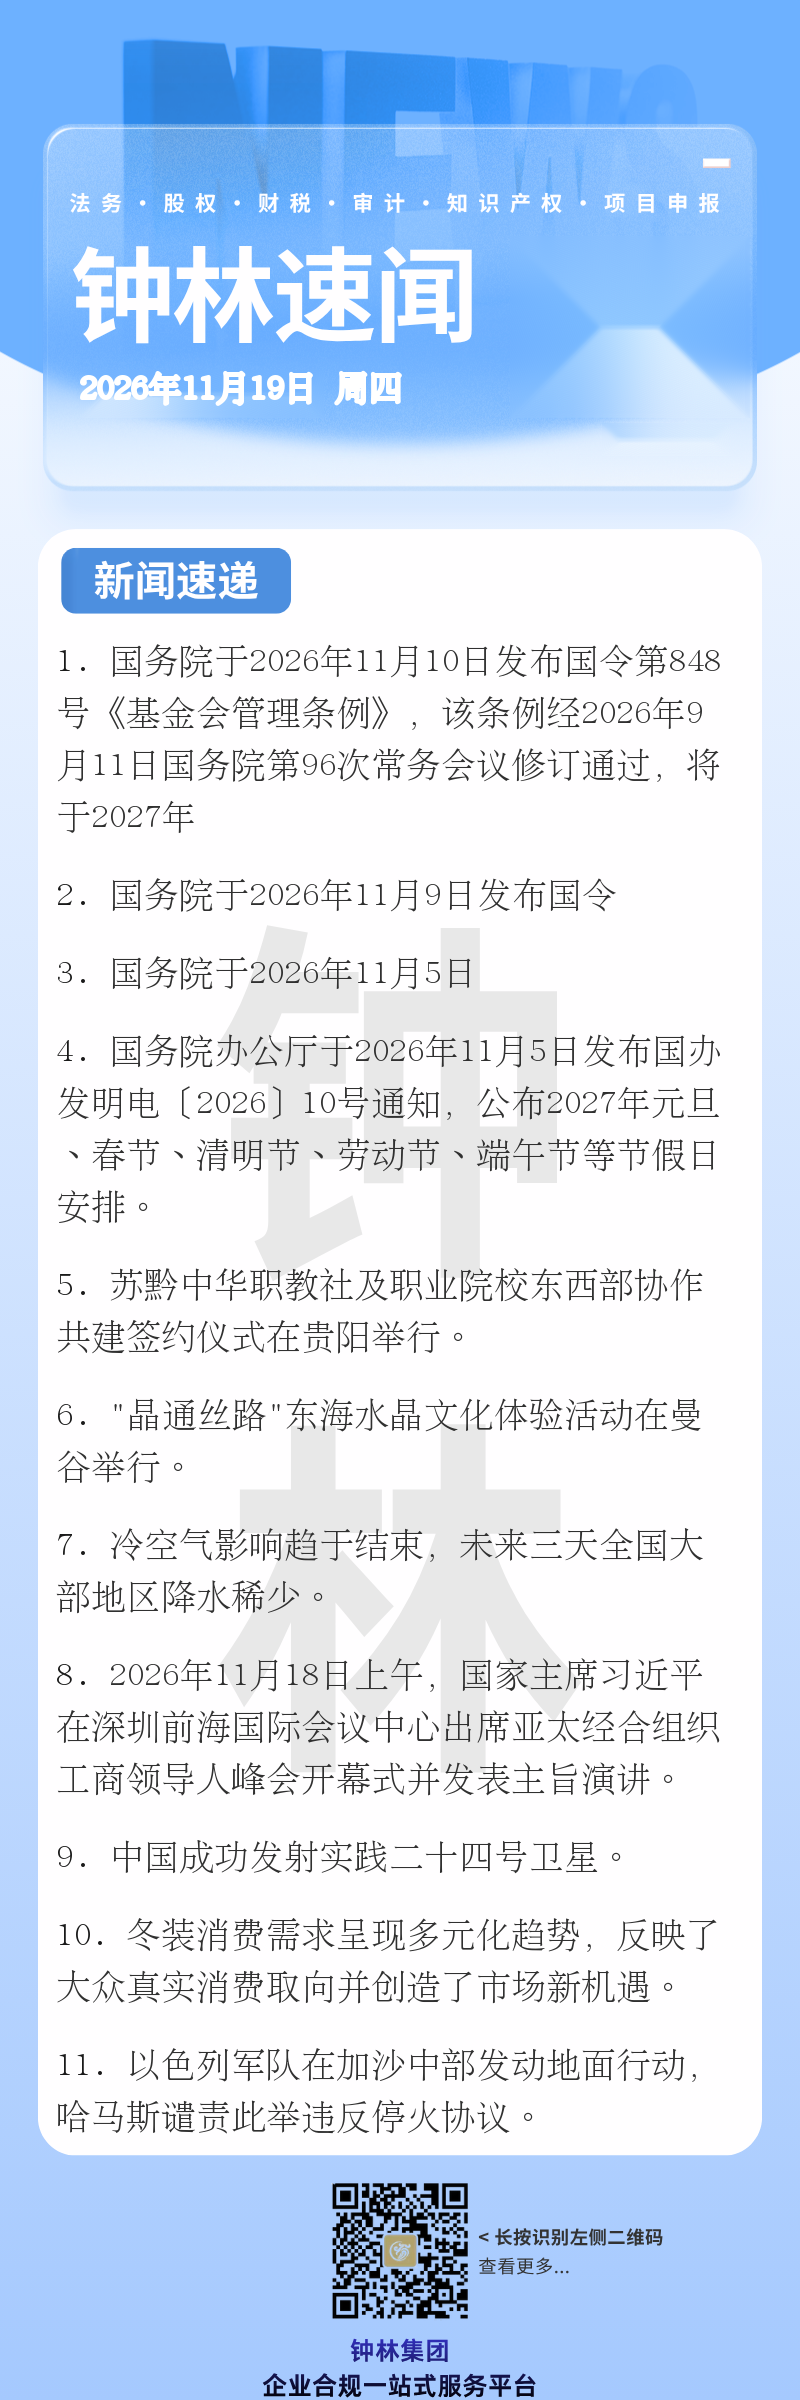 NEWS
法务·股权·财税·审计·知识产权·项目申报
钟林速闻
2026年11月19日 周四
新闻速递
1. 国务院于2026年11月10日发布国令第848
号《基金会管理条例》，该条例经2026年9
月11日国务院第96次常务会议修订通过，将
于2027年
2. 国务院于2026年11月9日发布国令
3. 国务院于2026年11月5日
4. 国务院办公厅于2026年11月5日发布国办
发明电〔2026〕10号通知，公布2027年元旦
、春节、清明节、劳动节、端午节等节假日
安排。
5. 苏黔中华职教社及职业院校东西部协作
共建签约仪式在贵阳举行。
6. "晶通丝路"东海水晶文化体验活动在曼
谷举行。
7. 冷空气影响趋于结束，未来三天全国大
部地区降水稀少。
8. 2026年11月18日上午，国家主席习近平
在深圳前海国际会议中心出席亚太经合组织
工商领导人峰会开幕式并发表主旨演讲。
9. 中国成功发射实践二十四号卫星。
10. 冬装消费需求呈现多元化趋势，反映了
大众真实消费取向并创造了市场新机遇。
11. 以色列军队在加沙中部发动地面行动，
哈马斯谴责此举违反停火协议。
钟
林
< 长按识别左侧二维码
查看更多...
钟林集团
企业合规一站式服务平台